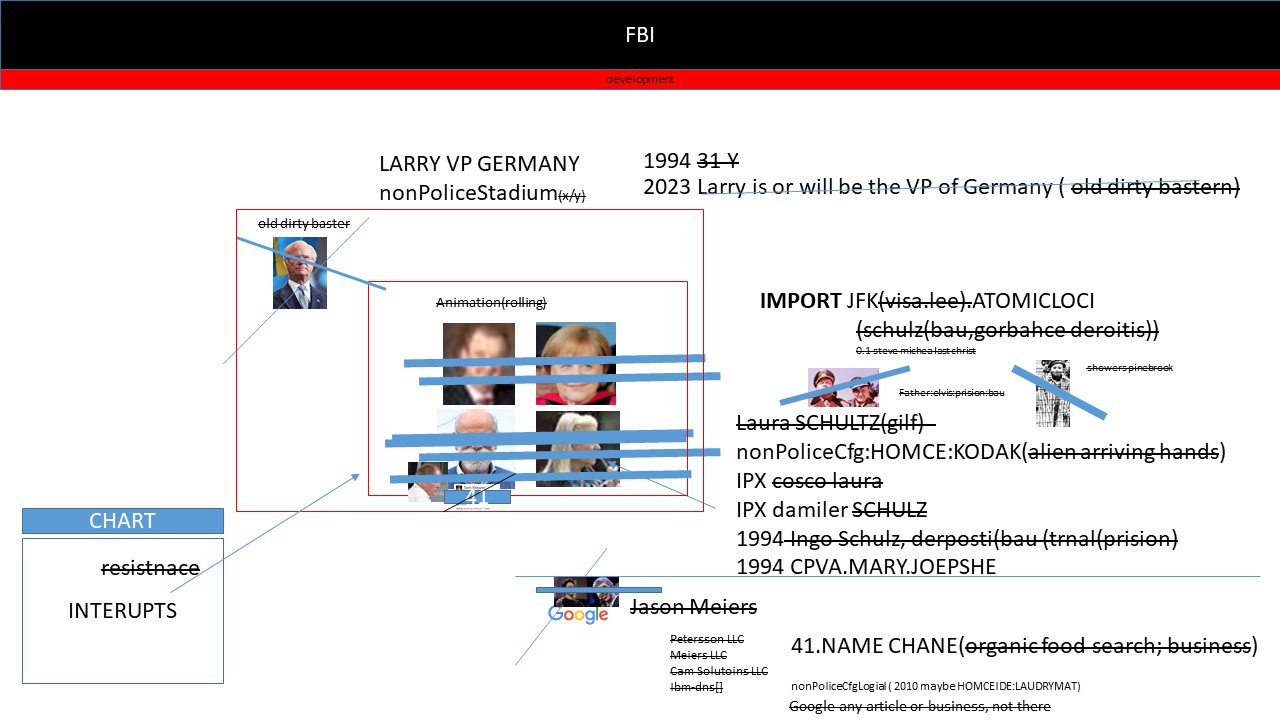 FBI
development
LARRY VP GERMANY
nonPoliceStadium(x/y)
1994 31-Y
2023 Larry is or will be the VP of Germany ( old dirty bastern)
old dirty baster
Animation(rolling)
IMPORT JFK(visa.lee).ATOMICLOCI
(schulz(bau,gorbahce deroitis))
0.1 steve michea last christ
Father:elvis:prision:bau
showers pinebrook
Laura SCHULTZ(gilf)
nonPoliceCfg:HOMCE:KODAK(alien arriving hands)
IPX cosco laura
IPX damiler SCHULZ
1994 Ingo Schulz, derposti(bau (trnal(prision)
1994 CPVA.MARY.JOEPSHE
41
CHART
resistnace
INTERUPTS
Google
Jason Meiers
Petersson LLC
Meiers LLC
Cam Solutoins LLC
Ibm-dns[]
41.NAME CHANE(organic food search; business)
nonPoliceCfgLogial ( 2010 maybe HOMCEIDE:LAUDRYMAT)
Google any article or business, not there